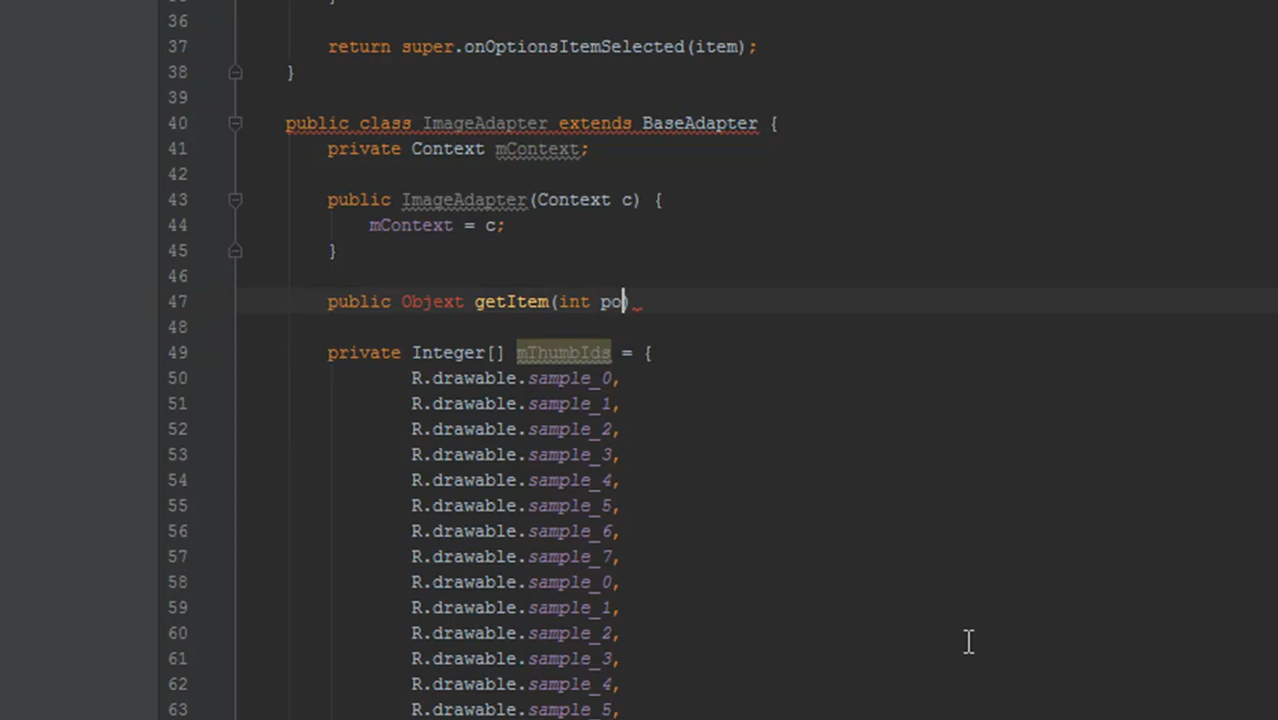 36
37 return super.onOptionsItemSelected(item);
38 }
39
40 public class ImageAdapter extends BaseAdapter {
41 private Context mContext;
42
43 public ImageAdapter(Context c) {
44 mContext = c;
45 }
46
47 public Objext getItem(int po)
48
49 private Integer[] mThumbIds = {
50 R.drawable.sample_0,
51 R.drawable.sample_1,
52 R.drawable.sample_2,
53 R.drawable.sample_3,
54 R.drawable.sample_4,
55 R.drawable.sample_5,
56 R.drawable.sample_6,
57 R.drawable.sample_7,
58 R.drawable.sample_0,
59 R.drawable.sample_1,
60 R.drawable.sample_2,
61 R.drawable.sample_3,
62 R.drawable.sample_4,
63 R.drawable.sample_5,